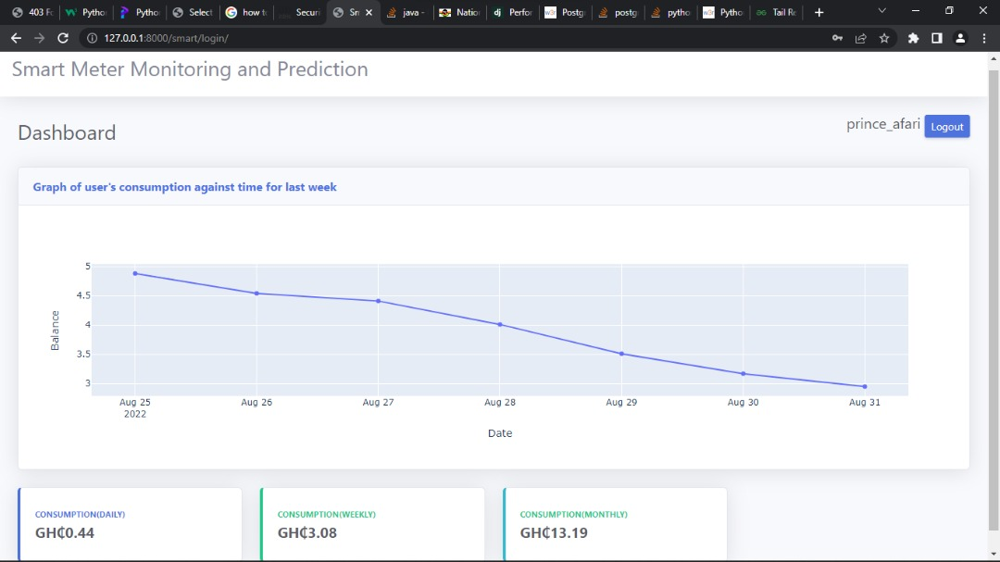 403 Fo
Pytho
Pytho
Select
how to
Securi
Sm
java -
Natio
Perfor
Postg
postg
pytho
Pytho
Tail Re
127.0.0.1:8000/smart/login/
Smart Meter Monitoring and Prediction
Dashboard
prince_afari
Logout
Graph of user's consumption against time for last week
5
4.5
4
3.5
3
Balance
Aug 25 Aug 26 Aug 27 Aug 28 Aug 29 Aug 30 Aug 31
2022
Date
CONSUMPTION(DAILY) CONSUMPTION(WEEKLY) CONSUMPTION(MONTHLY)
GH₵0.44 GH₵3.08 GH₵13.19